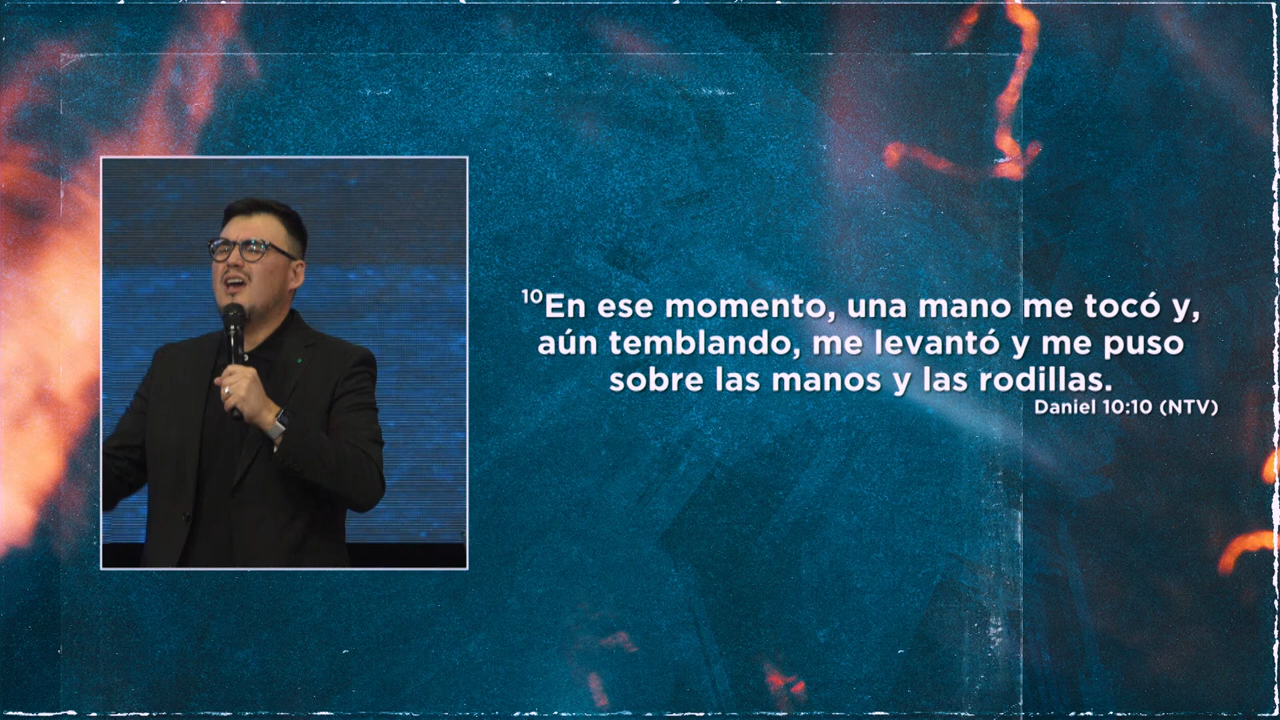 ¹⁰En ese momento, una mano me tocó y,
aún temblando, me levantó y me puso
sobre las manos y las rodillas.
Daniel 10:10 (NTV)